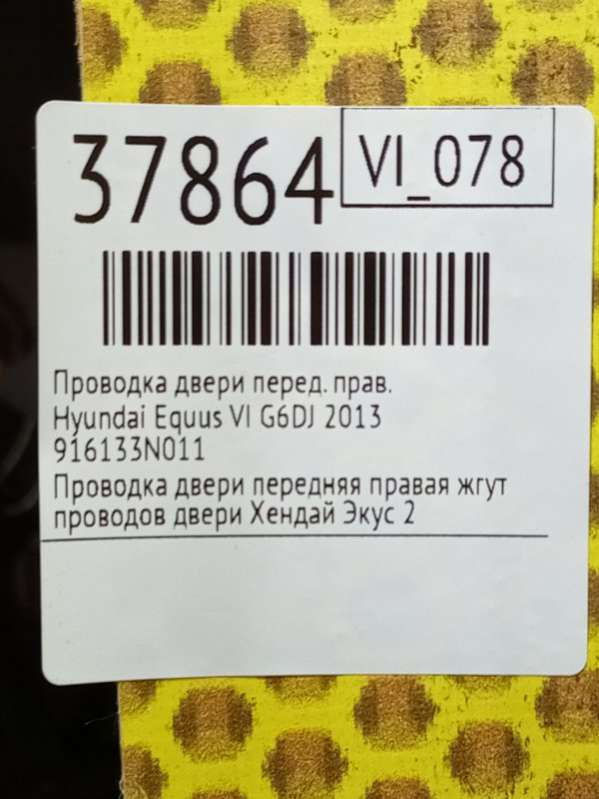 37864
VI_078
Проводка двери перед. прав.
Hyundai Equus VI G6DJ 2013
916133N011
Проводка двери передняя правая жгут
проводов двери Хендай Экус 2